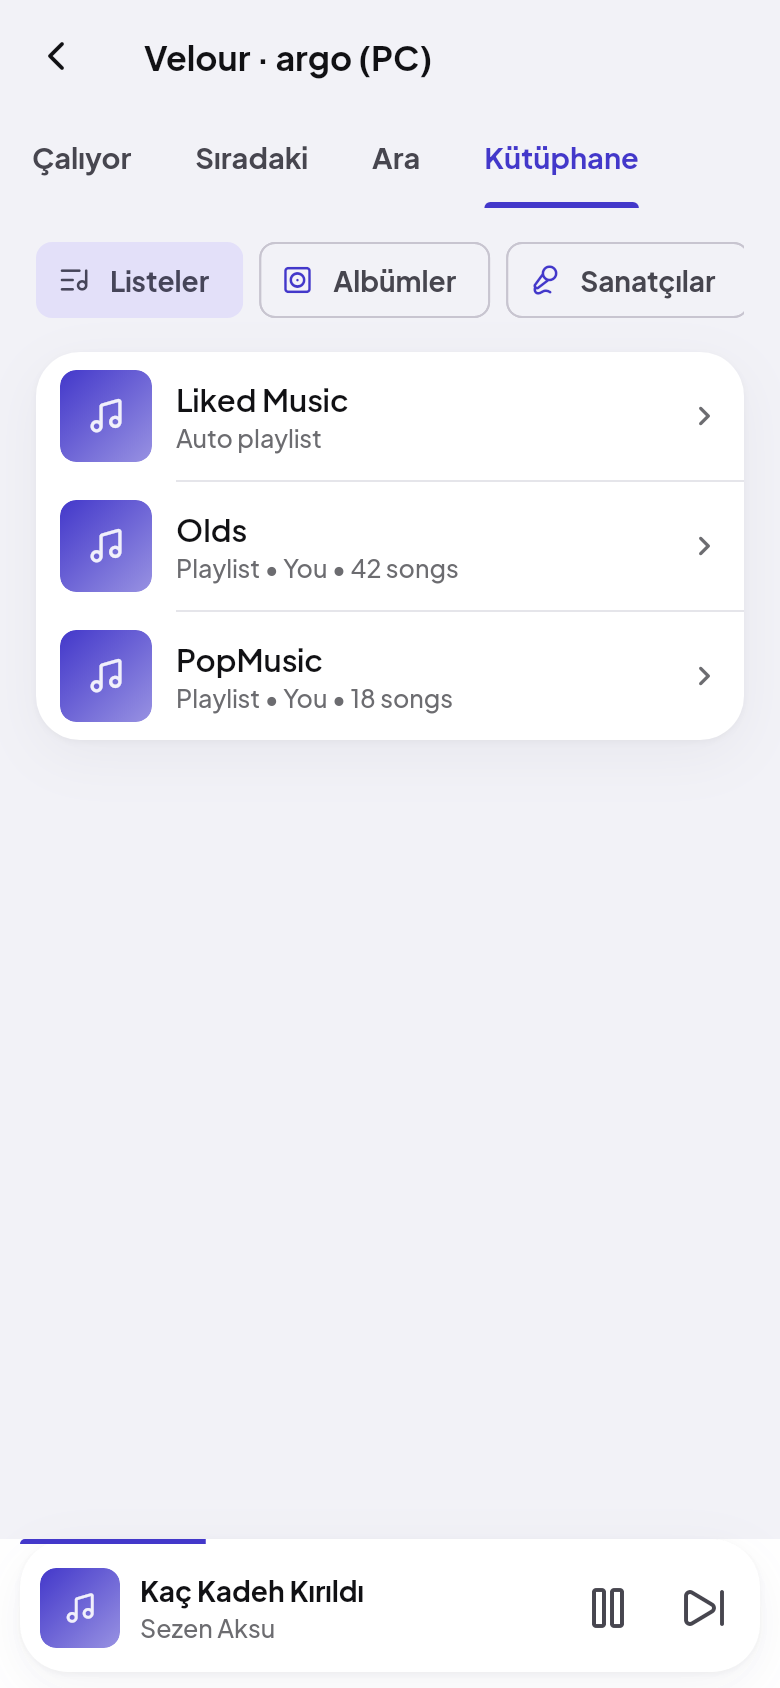 Velour · argo (PC)
Çalıyor Sıradaki Ara Kütüphane
Listeler Albümler Sanatçılar
Liked Music
Auto playlist
Olds
Playlist • You • 42 songs
PopMusic
Playlist • You • 18 songs
Kaç Kadeh Kırıldı
Sezen Aksu